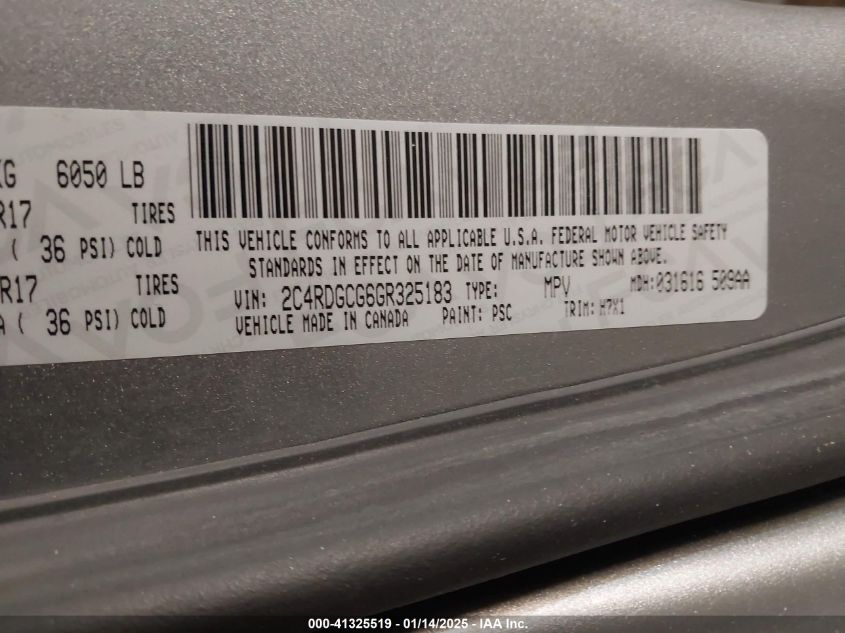 KG 6050 LB
R17 TIRES
( 36 PSI) COLD
R17 TIRES
A ( 36 PSI) COLD
THIS VEHICLE CONFORMS TO ALL APPLICABLE U.S.A. FEDERAL MOTOR VEHICLE SAFETY
STANDARDS IN EFFECT ON THE DATE OF MANUFACTURE SHOWN ABOVE.
VIN: 2C4RDGCG6GR325183 TYPE: MPV MDH:031616 509AA
VEHICLE MADE IN CANADA PAINT: PSC TRIM: H7X1
000-41325519 - 01/14/2025 - IAA Inc.